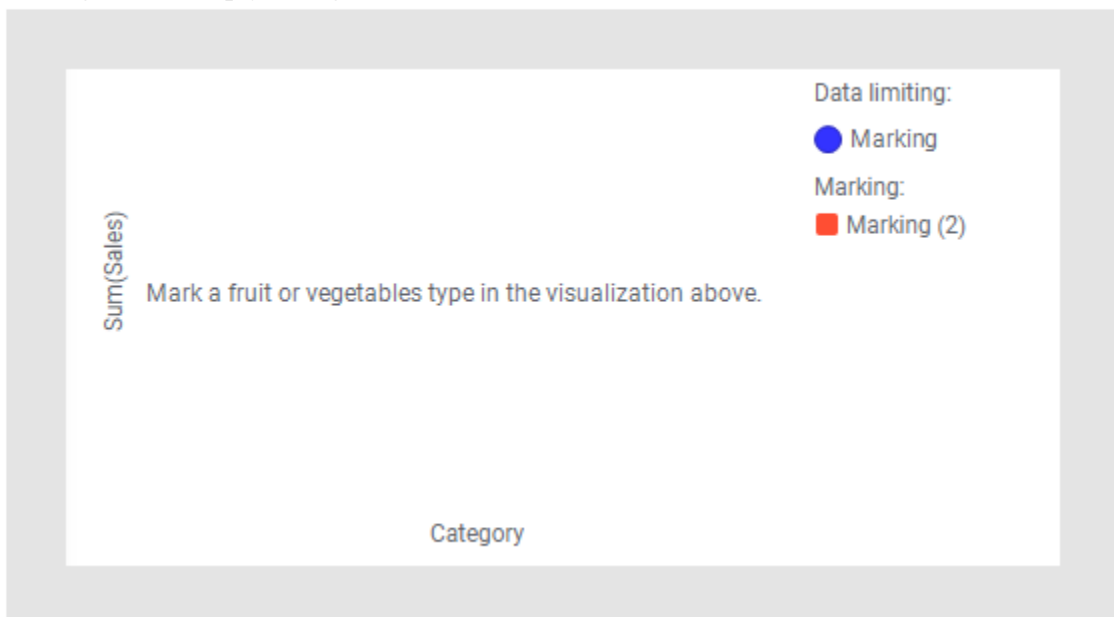 Data limiting:
Marking
Marking:
Marking (2)
Sum(Sales)
Mark a fruit or vegetables type in the visualization above.
Category